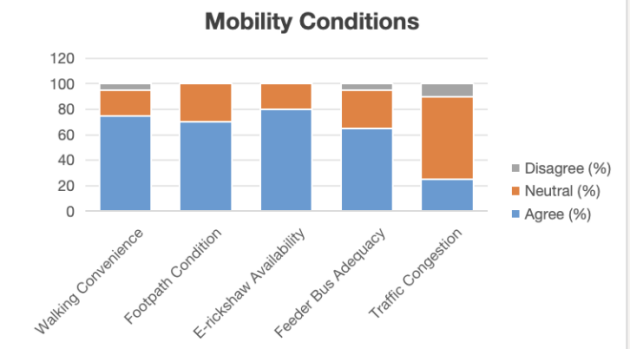 Mobility Conditions
120
100
80
60
40
20
0
Walking Convenience
Footpath Condition
E-rickshaw Availability
Feeder Bus Adequacy
Traffic Congestion
Disagree (%)
Neutral (%)
Agree (%)